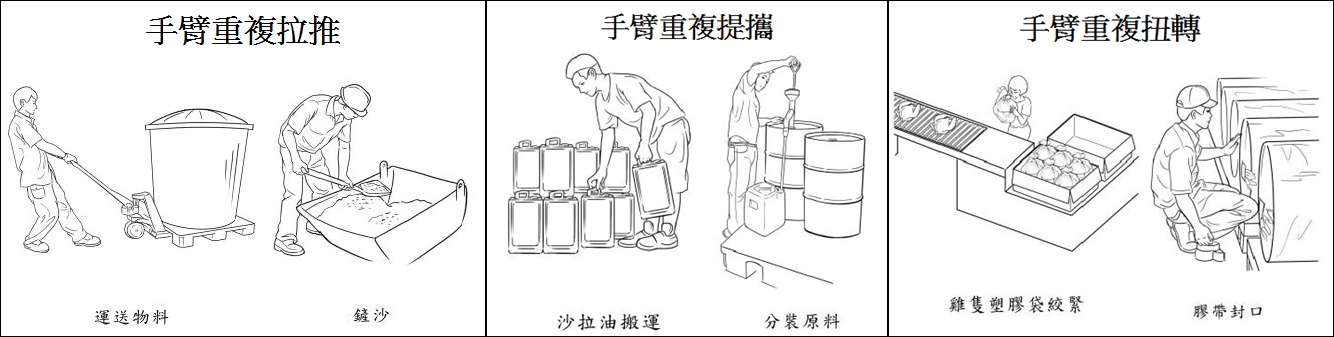 手臂重複拉推
運送物料
鏟沙
手臂重複提攜
沙拉油搬運
分裝原料
手臂重複扭轉
雞隻塑膠袋絞緊
膠帶封口